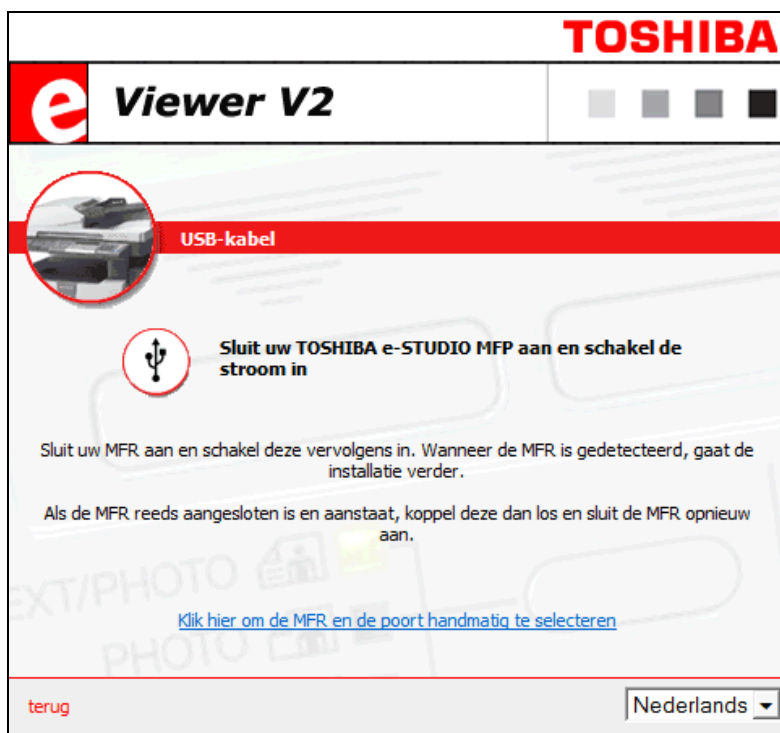 TOSHIBA
e Viewer V2
USB-kabel
Sluit uw TOSHIBA e-STUDIO MFP aan en schakel de
stroom in
Sluit uw MFR aan en schakel deze vervolgens in. Wanneer de MFR is gedetecteerd, gaat de
installatie verder.
Als de MFR reeds aangesloten is en aanstaat, koppel deze dan los en sluit de MFR opnieuw
aan.
EXT/PHOTO
Klik hier om de MFR en de poort handmatig te selecteren
PHOTO
terug
Nederlands